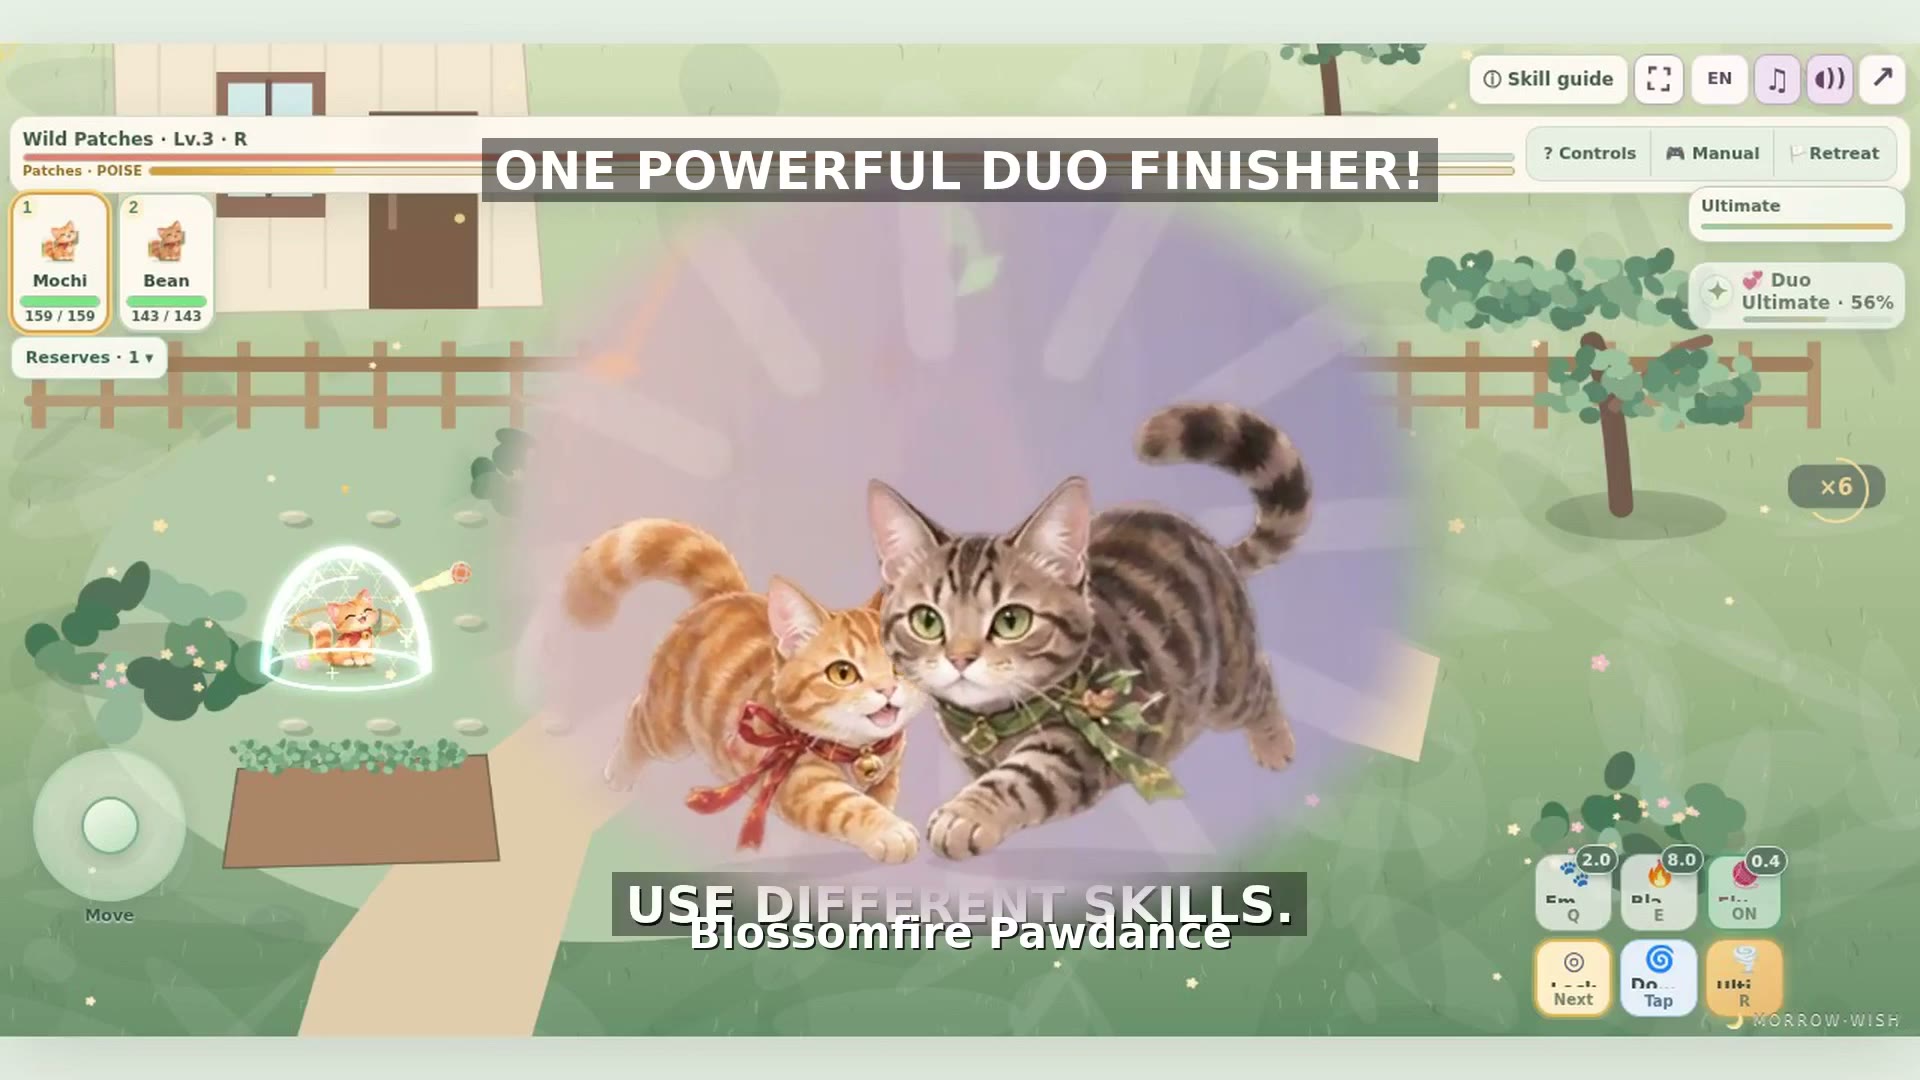 Skill guide
EN
Wild Patches · Lv.3 · R
Patches · POISE
ONE POWERFUL DUO FINISHER!
? Controls
Manual
Retreat
1
Mochi
159 / 159
2
Bean
143 / 143
Reserves · 1 ▾
Ultimate
Duo
Ultimate · 56%
×6
Move
USE DIFFERENT SKILLS.
Blossomfire Pawdance
2.0
8.0
0.4
Q
E
ON
Next
Do...
Tap
R
MORROW·WISH